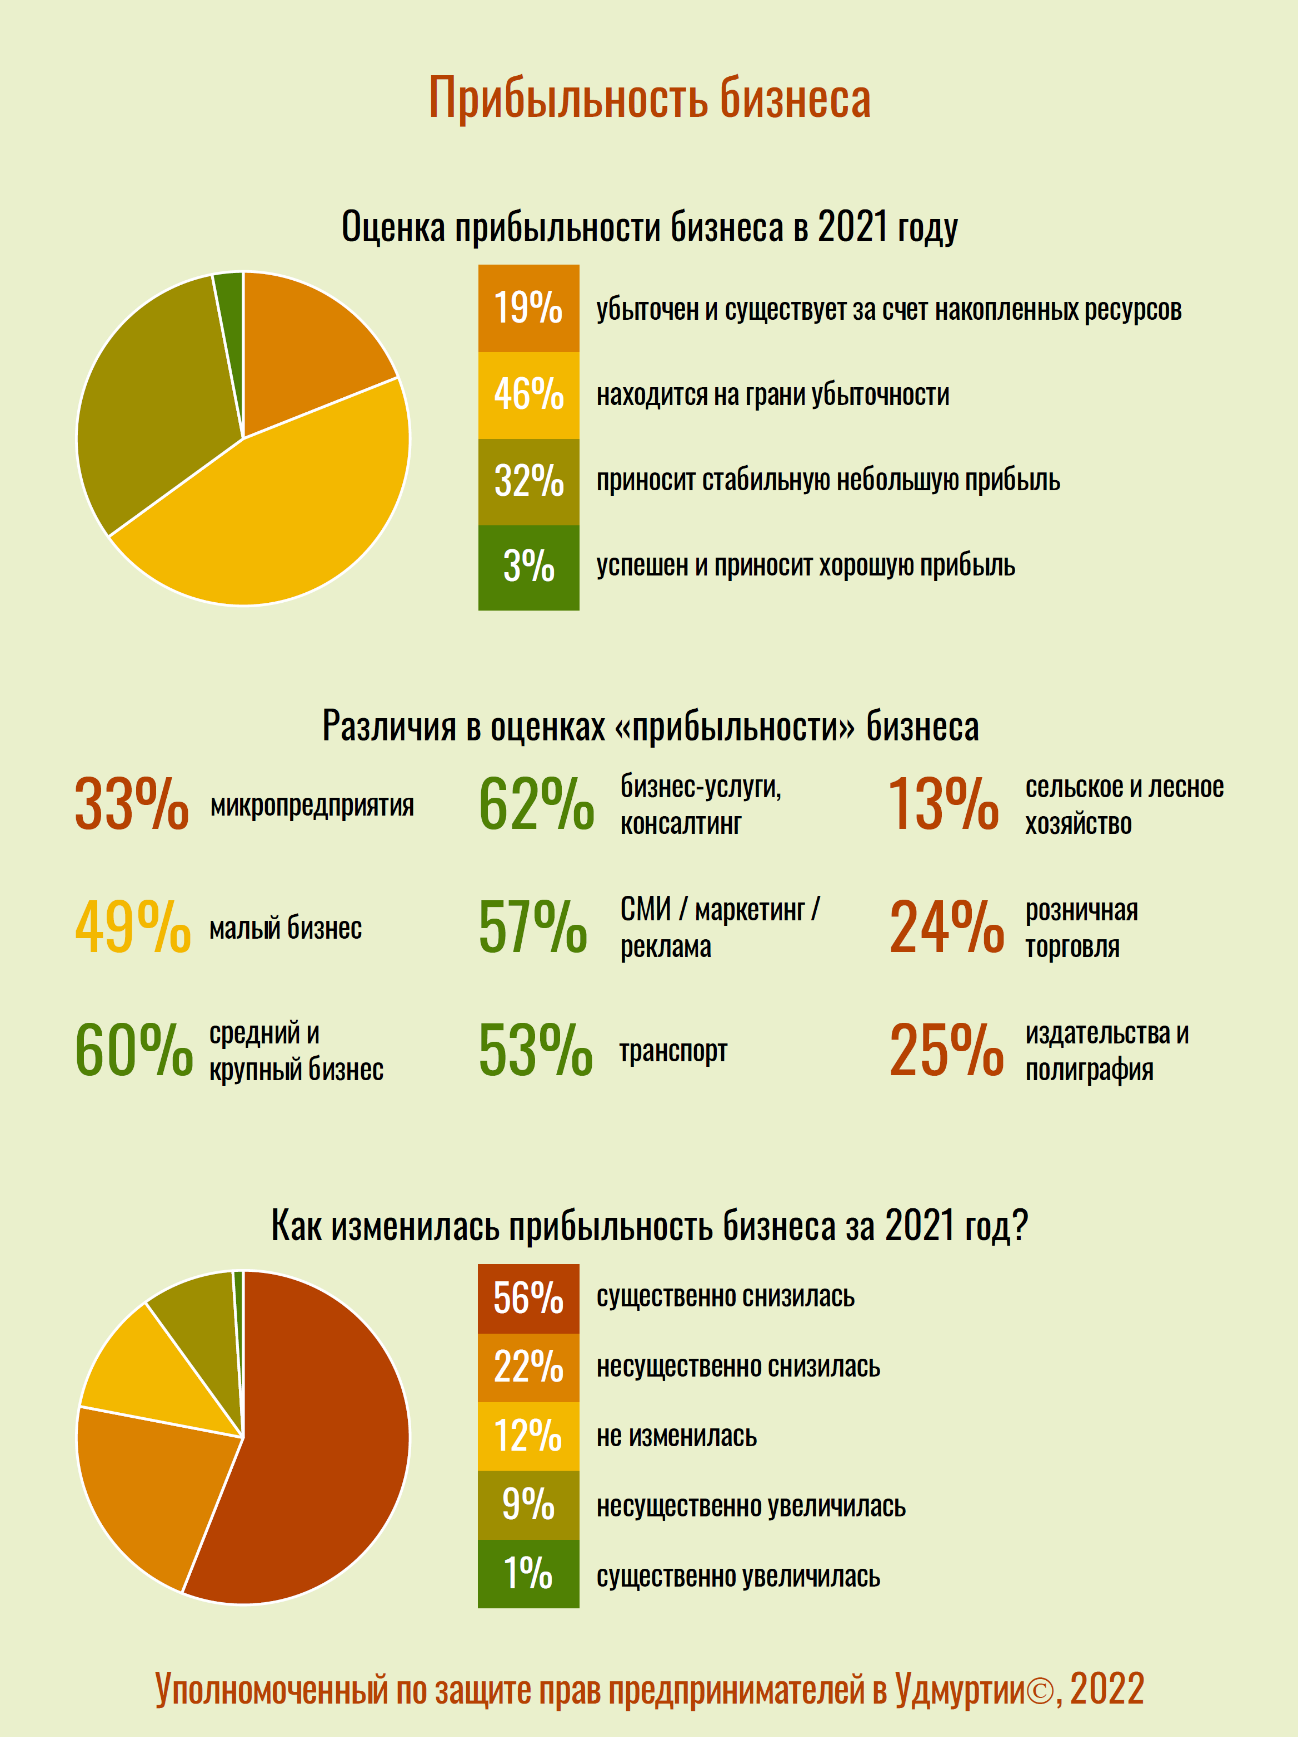 Прибыльность бизнеса
Оценка прибыльности бизнеса в 2021 году
19% убыточен и существует за счет накопленных ресурсов
46% находится на грани убыточности
32% приносит стабильную небольшую прибыль
3% успешен и приносит хорошую прибыль
Различия в оценках «прибыльности» бизнеса
33% микропредприятия
49% малый бизнес
60% средний и
крупный бизнес
62% бизнес-услуги,
консалтинг
57% СМИ / маркетинг /
реклама
53% транспорт
13% сельское и лесное
хозяйство
24% розничная
торговля
25% издательства и
полиграфия
Как изменилась прибыльность бизнеса за 2021 год?
56% существенно снизилась
22% несущественно снизилась
12% не изменилась
9% несущественно увеличилась
1% существенно увеличилась
Уполномоченный по защите прав предпринимателей в Удмуртии©, 2022